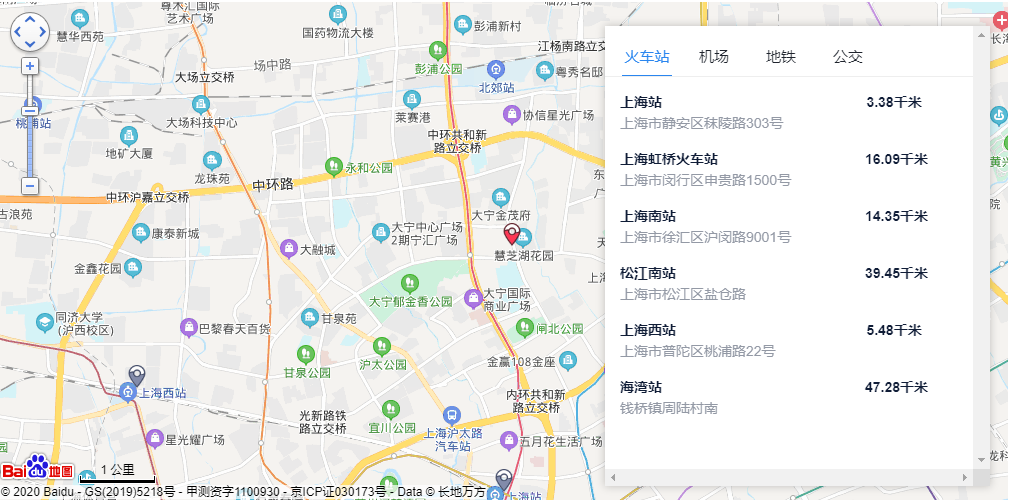 尊木汇国际
艺术广场
慧华西苑
国药物流大楼
彭浦新村
江杨南路立交
彭浦公园
场中路
大场立交桥
北郊站
粤秀名邸
桃浦站
莱赛港
大场科技中心
协信星光广场
地矿大厦
中环共和新
路立交桥
龙珠苑
永和公园
中环路
中环沪嘉立交桥
古浪苑
大宁金茂府
康泰新城
大宁中心广场
2期宁汇广场
大融城
慧芝湖花园
金鑫花园
大宁郁金香公园
大宁国际
商业广场
同济大学
(沪西校区)
甘泉苑
巴黎春天百货
闸北公园
沪太公园
甘泉公园
金赢108金座
上海西站
内环共和新
路立交桥
光新路铁
路立交桥
宜川公园
上海沪太路
汽车站
星光耀广场
五月花生活广场
上海站
Bai du 地图
1 公里
© 2020 Baidu - GS(2019)5218号 - 甲测资字1100930 - 京ICP证030173号 - Data © 长地万方
火车站 机场 地铁 公交
上海站 3.38千米
上海市静安区秣陵路303号
上海虹桥火车站 16.09千米
上海市闵行区申贵路1500号
上海南站 14.35千米
上海市徐汇区沪闵路9001号
松江南站 39.45千米
上海市松江区盐仓路
上海西站 5.48千米
上海市普陀区桃浦路22号
海湾站 47.28千米
钱桥镇周陆村南